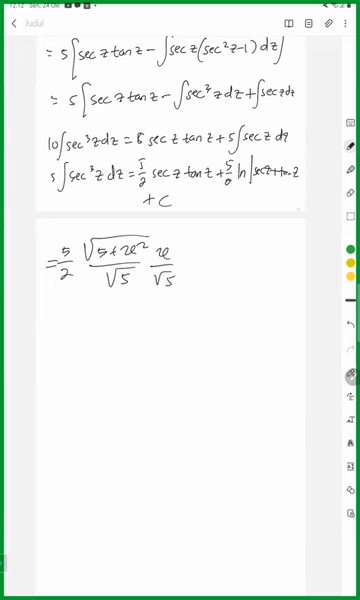 12.12 Sen, 24 Okt
Judul
= 5 [sec z tan z - ∫sec z (sec² z - 1) dz]
= 5 [sec z tan z - ∫sec³ z dz + ∫sec z dz
10 ∫sec³ z dz = 5 sec z tan z + 5 ∫sec z dz
5 ∫sec³ z dz = 5/2 sec z tan z + 5/2 ln |sec z + tan z
+ C
= 5/2 √(5+x²)/√5 x/√5